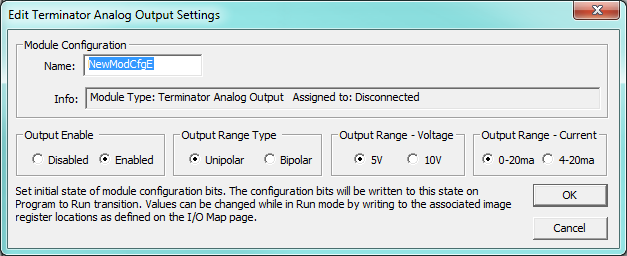 Edit Terminator Analog Output Settings
Module Configuration
Name: NewModCfgE
Info: Module Type: Terminator Analog Output Assigned to: Disconnected
Output Enable
Disabled Enabled
Output Range Type
Unipolar Bipolar
Output Range - Voltage
5V 10V
Output Range - Current
0-20ma 4-20ma
Set initial state of module configuration bits. The configuration bits will be written to this state on
Program to Run transition. Values can be changed while in Run mode by writing to the associated image
register locations as defined on the I/O Map page.
OK
Cancel